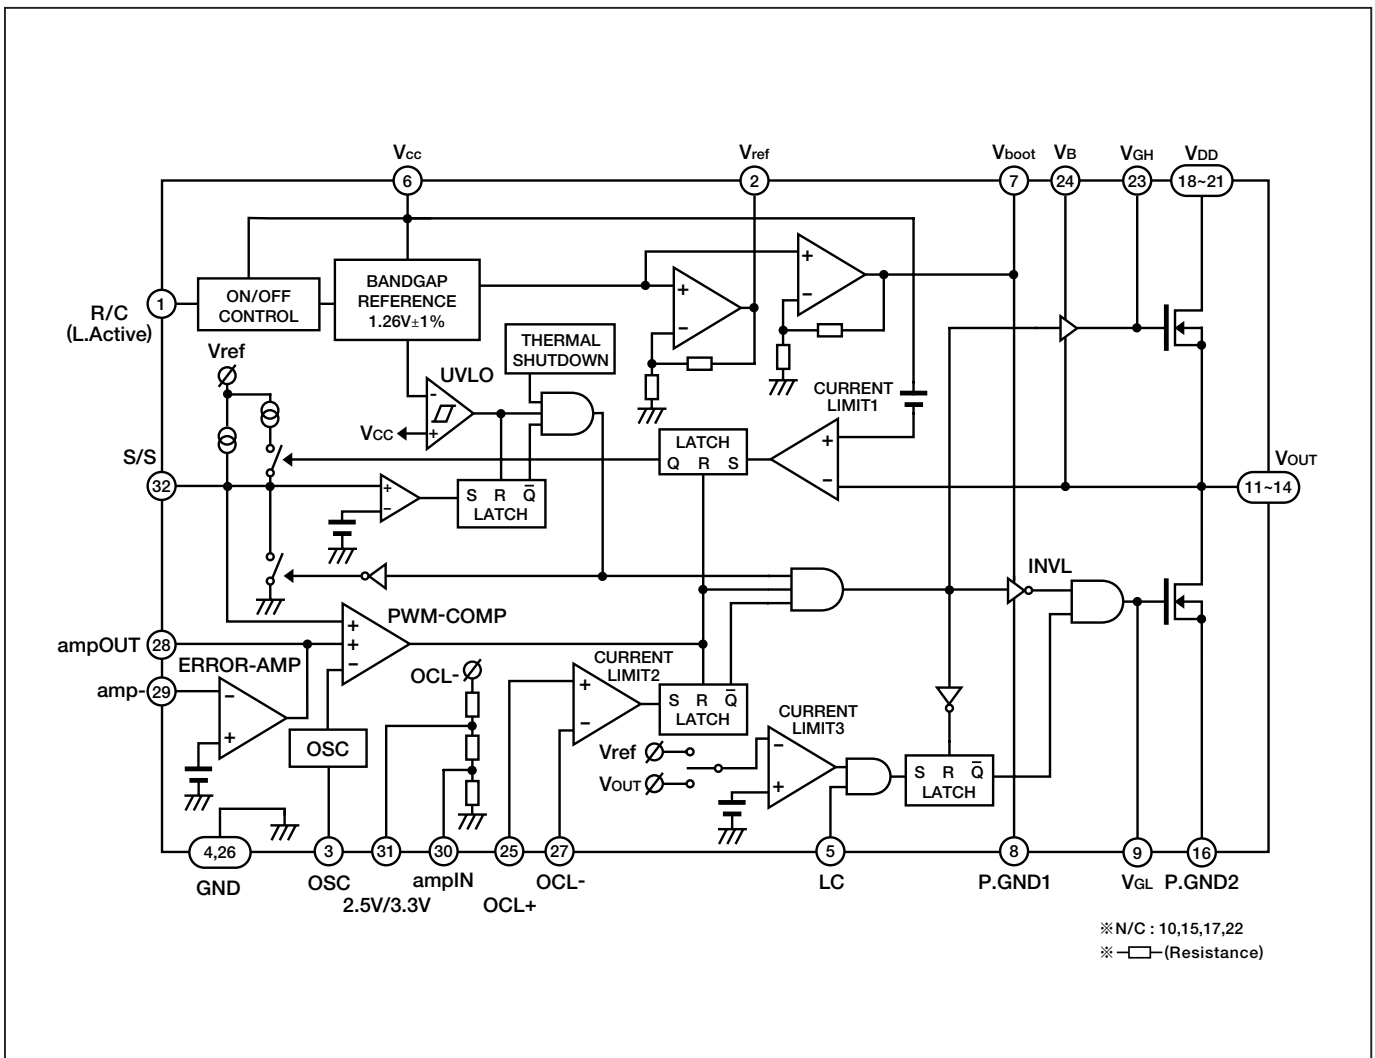 Vcc
Vref
Vboot
VB
VGH
VDD
6
2
7
24
23
18~21
R/C
(L.Active)
1
ON/OFF
CONTROL
BANDGAP
REFERENCE
1.26V±1%
+
−
+
−
THERMAL
SHUTDOWN
Vref
UVLO
-
+
VCC
CURRENT
LIMIT1
+
−
LATCH
Q R S
S/S
32
+
−
S R Q̅
LATCH
VOUT
11~14
INVL
PWM-COMP
+
+
−
ampOUT
28
amp-
29
ERROR-AMP
−
+
OSC
OCL-
CURRENT
LIMIT2
+
−
S R Q̅
LATCH
Vref
VOUT
CURRENT
LIMIT3
−
+
S R Q̅
LATCH
4,26
3
31
30
25
27
5
8
9
16
GND
OSC
2.5V/3.3V
ampIN
OCL+
OCL-
LC
P.GND1
VGL
P.GND2
※N/C : 10,15,17,22
※ (Resistance)